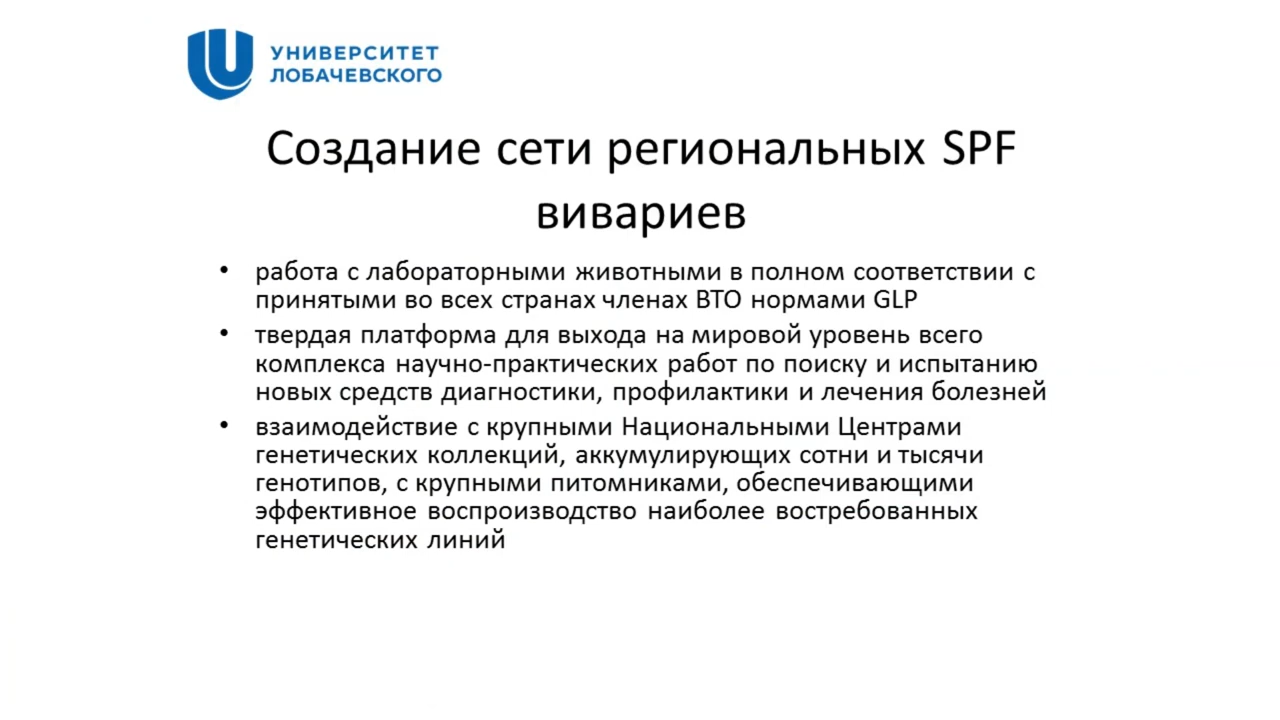 УНИВЕРСИТЕТ
ЛОБАЧЕВСКОГО
Создание сети региональных SPF
вивариев
• работа с лабораторными животными в полном соответствии с
принятыми во всех странах членах ВТО нормами GLP
• твердая платформа для выхода на мировой уровень всего
комплекса научно-практических работ по поиску и испытанию
новых средств диагностики, профилактики и лечения болезней
• взаимодействие с крупными Национальными Центрами
генетических коллекций, аккумулирующих сотни и тысячи
генотипов, с крупными питомниками, обеспечивающими
эффективное воспроизводство наиболее востребованных
генетических линий